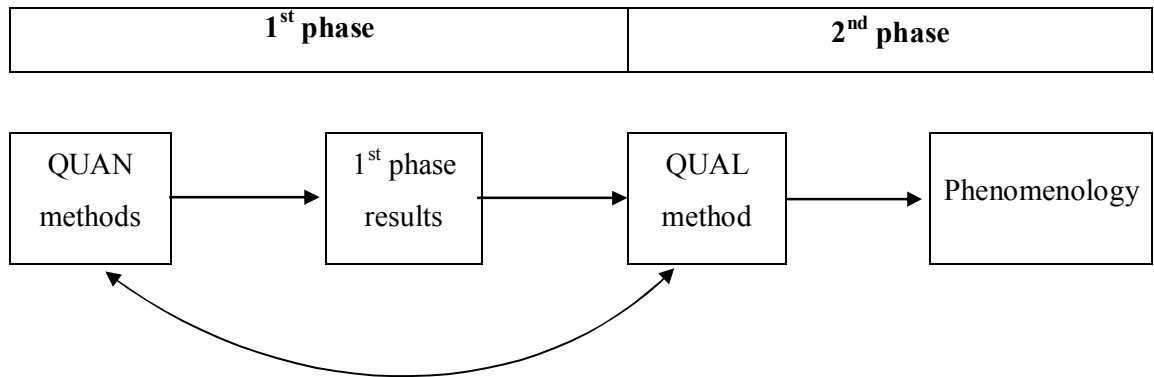 1st phase
2nd phase
QUAN
methods
1st phase
results
QUAL
method
Phenomenology